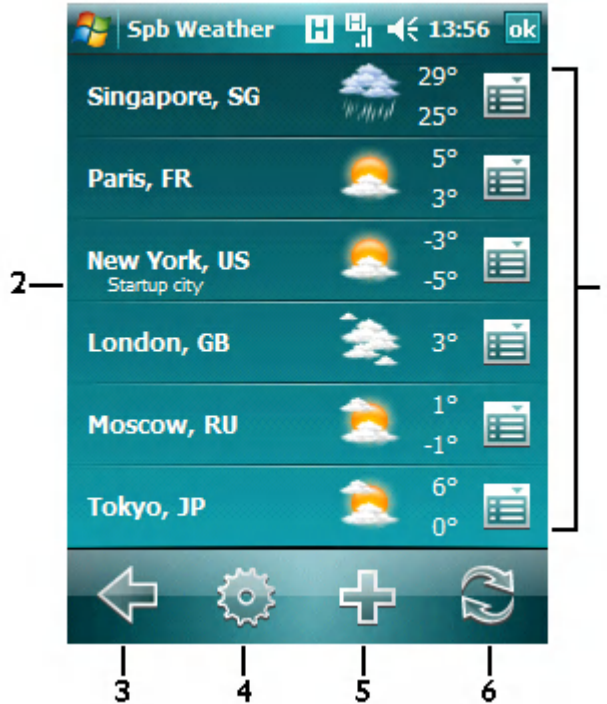 Spb Weather H H 13:56 ok
Singapore, SG 29° 25°
Paris, FR 5° 3°
New York, US -3° -5°
Startup city
2
London, GB 3°
Moscow, RU 1° -1°
Tokyo, JP 6° 0°
3 4 5 6